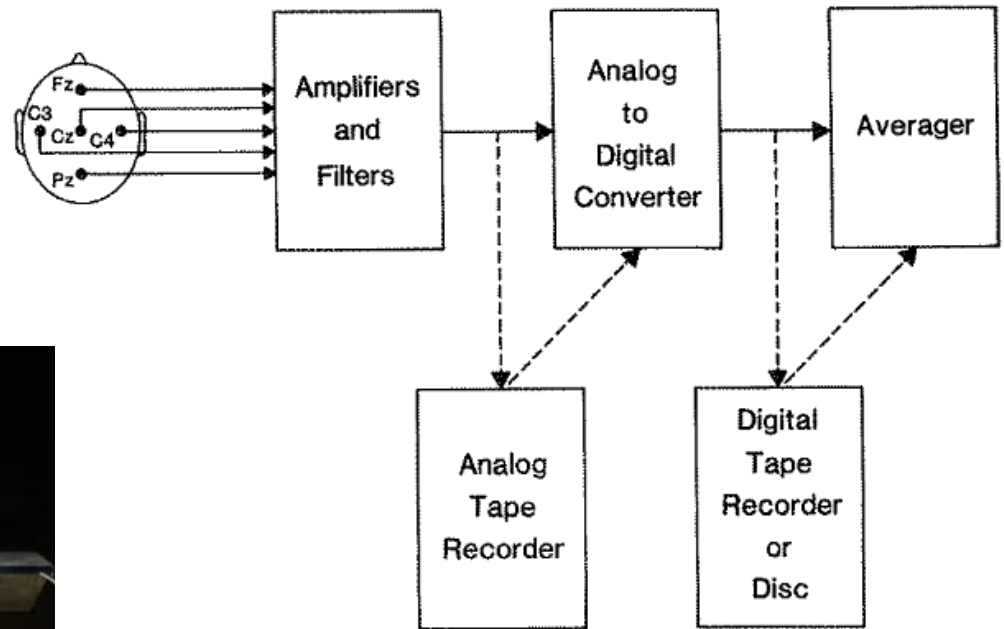 Fz
C3
Cz
C4
Pz
Amplifiers
and
Filters
Analog
to
Digital
Converter
Averager
Analog
Tape
Recorder
Digital
Tape
Recorder
or
Disc